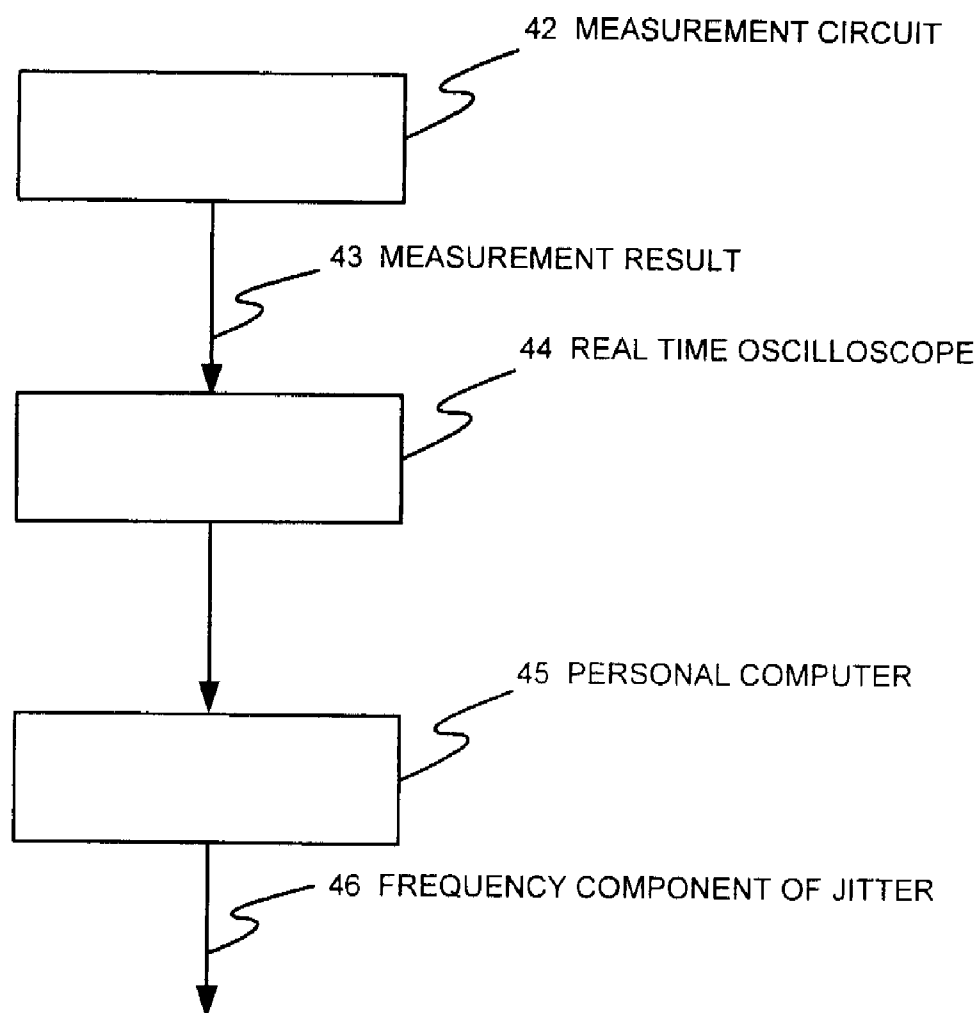 42 MEASUREMENT CIRCUIT
43 MEASUREMENT RESULT
44 REAL TIME OSCILLOSCOPE
45 PERSONAL COMPUTER
46 FREQUENCY COMPONENT OF JITTER